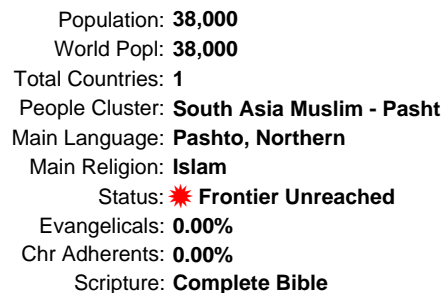 Population: 38,000
World Popl: 38,000
Total Countries: 1
People Cluster: South Asia Muslim - Pasht
Main Language: Pashto, Northern
Main Religion: Islam
Status: Frontier Unreached
Evangelicals: 0.00%
Chr Adherents: 0.00%
Scripture: Complete Bible